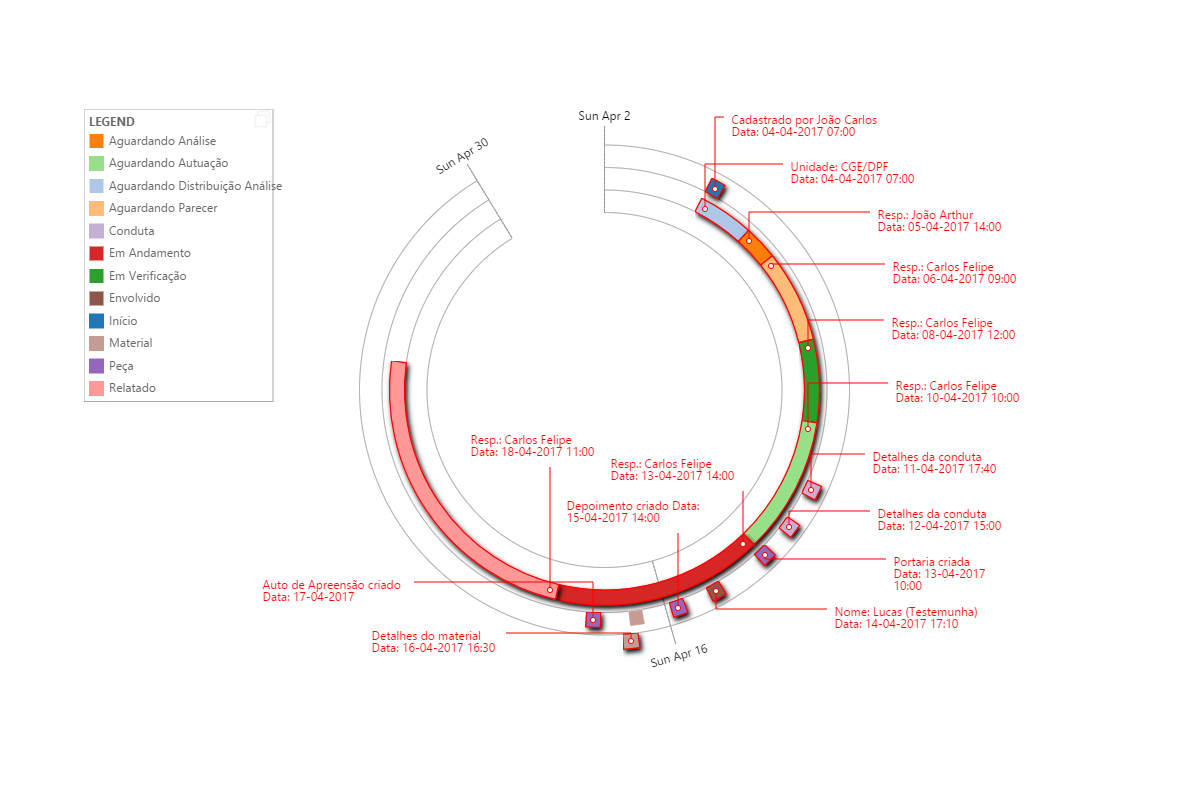 LEGEND
Aguardando Análise
Aguardando Autuação
Aguardando Distribuição Análise
Aguardando Parecer
Conduta
Em Andamento
Em Verificação
Envolvido
Início
Material
Peça
Relatado
Sun Apr 2
Sun Apr 30
Cadastrado por João Carlos
Data: 04-04-2017 07:00
Unidade: CGE/DPF
Data: 04-04-2017 07:00
Resp.: João Arthur
Data: 05-04-2017 14:00
Resp.: Carlos Felipe
Data: 06-04-2017 09:00
Resp.: Carlos Felipe
Data: 08-04-2017 12:00
Resp.: Carlos Felipe
Data: 10-04-2017 10:00
Detalhes da conduta
Data: 11-04-2017 17:40
Detalhes da conduta
Data: 12-04-2017 15:00
Portaria criada
Data: 13-04-2017
10:00
Nome: Lucas (Testemunha)
Data: 14-04-2017 17:10
Resp.: Carlos Felipe
Data: 18-04-2017 11:00
Resp.: Carlos Felipe
Data: 13-04-2017 14:00
Depoimento criado Data:
15-04-2017 14:00
Auto de Apreensão criado
Data: 17-04-2017
Detalhes do material
Data: 16-04-2017 16:30
Sun Apr 16